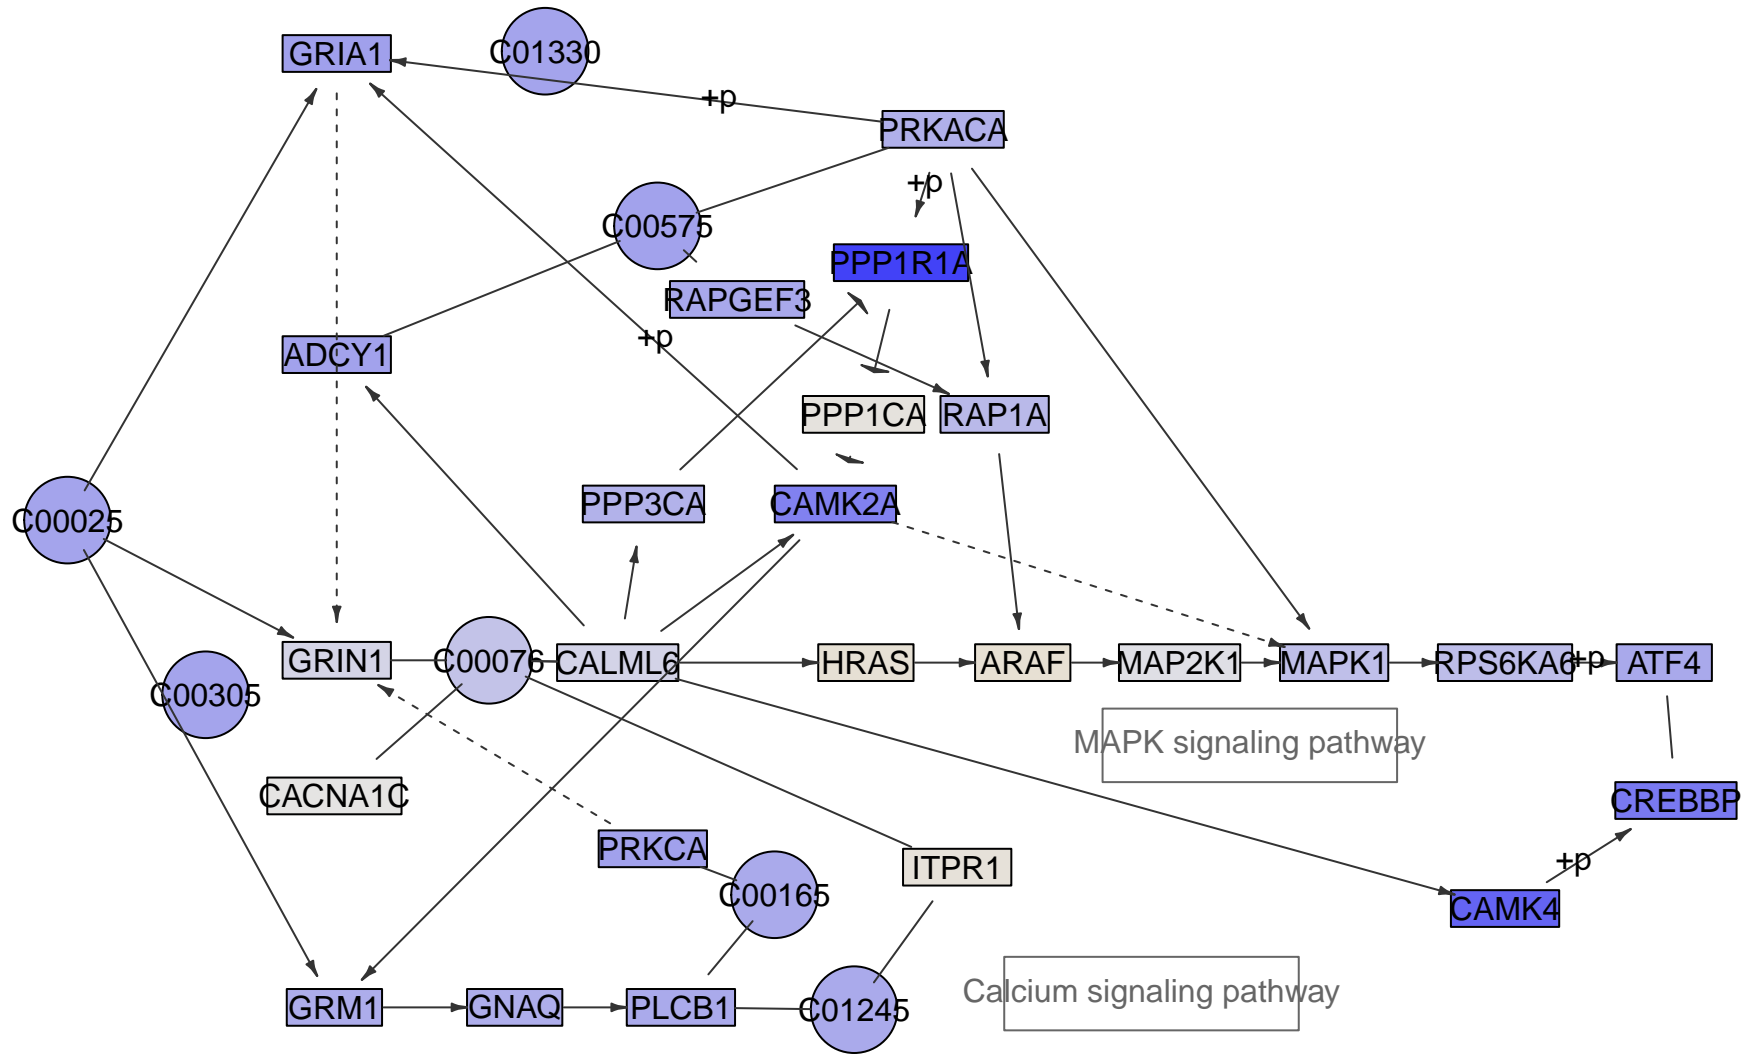 GRIA1
C01330
+p
PRKACA
+p
C00575
PPP1R1A
RAPGEF3
+p
ADCY1
PPP1CA
RAP1A
PPP3CA
CAMK2A
C00025
GRIN1
C00076
CALML6
HRAS
ARAF
MAP2K1
MAPK1
RPS6KA6
+p
ATF4
C00305
MAPK signaling pathway
CACNA1C
CREBBP
PRKCA
ITPR1
+p
C00165
CAMK4
Calcium signaling pathway
GRM1
GNAQ
PLCB1
C01245